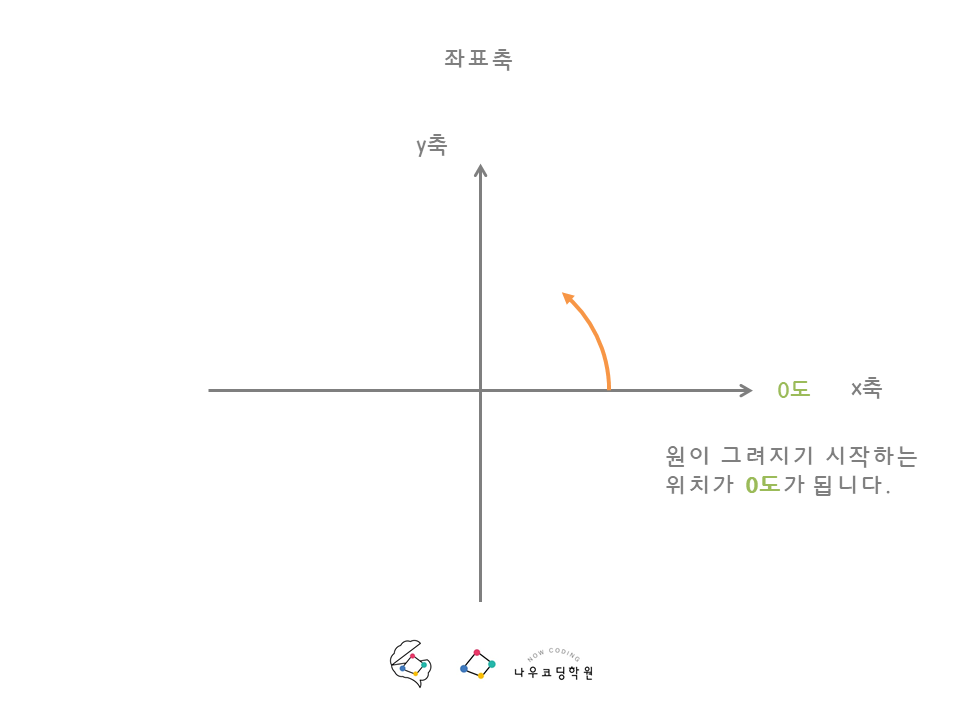 좌표축
y축
0도
x축
원이 그려지기 시작하는
위치가 0도가 됩니다.
NOW CODING
나우코딩학원